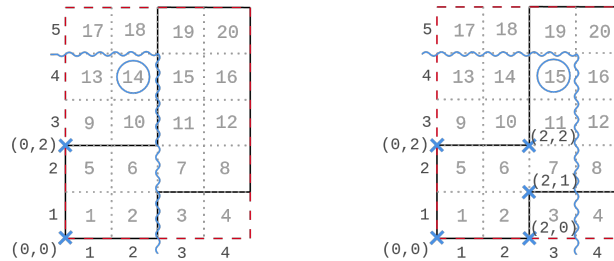 5 17 18 19 20 5 17 18 19 20
4 13 14 15 16 4 13 14 15 16
3 9 10 11 12 3 9 10 11 12
(0,2) (0,2) (2,2)
2 5 6 7 8 2 5 6 7 8
(2,1)
1 1 2 3 4 1 1 2 3 4
(2,0)
(0,0) (0,0)
1 2 3 4 1 2 3 4